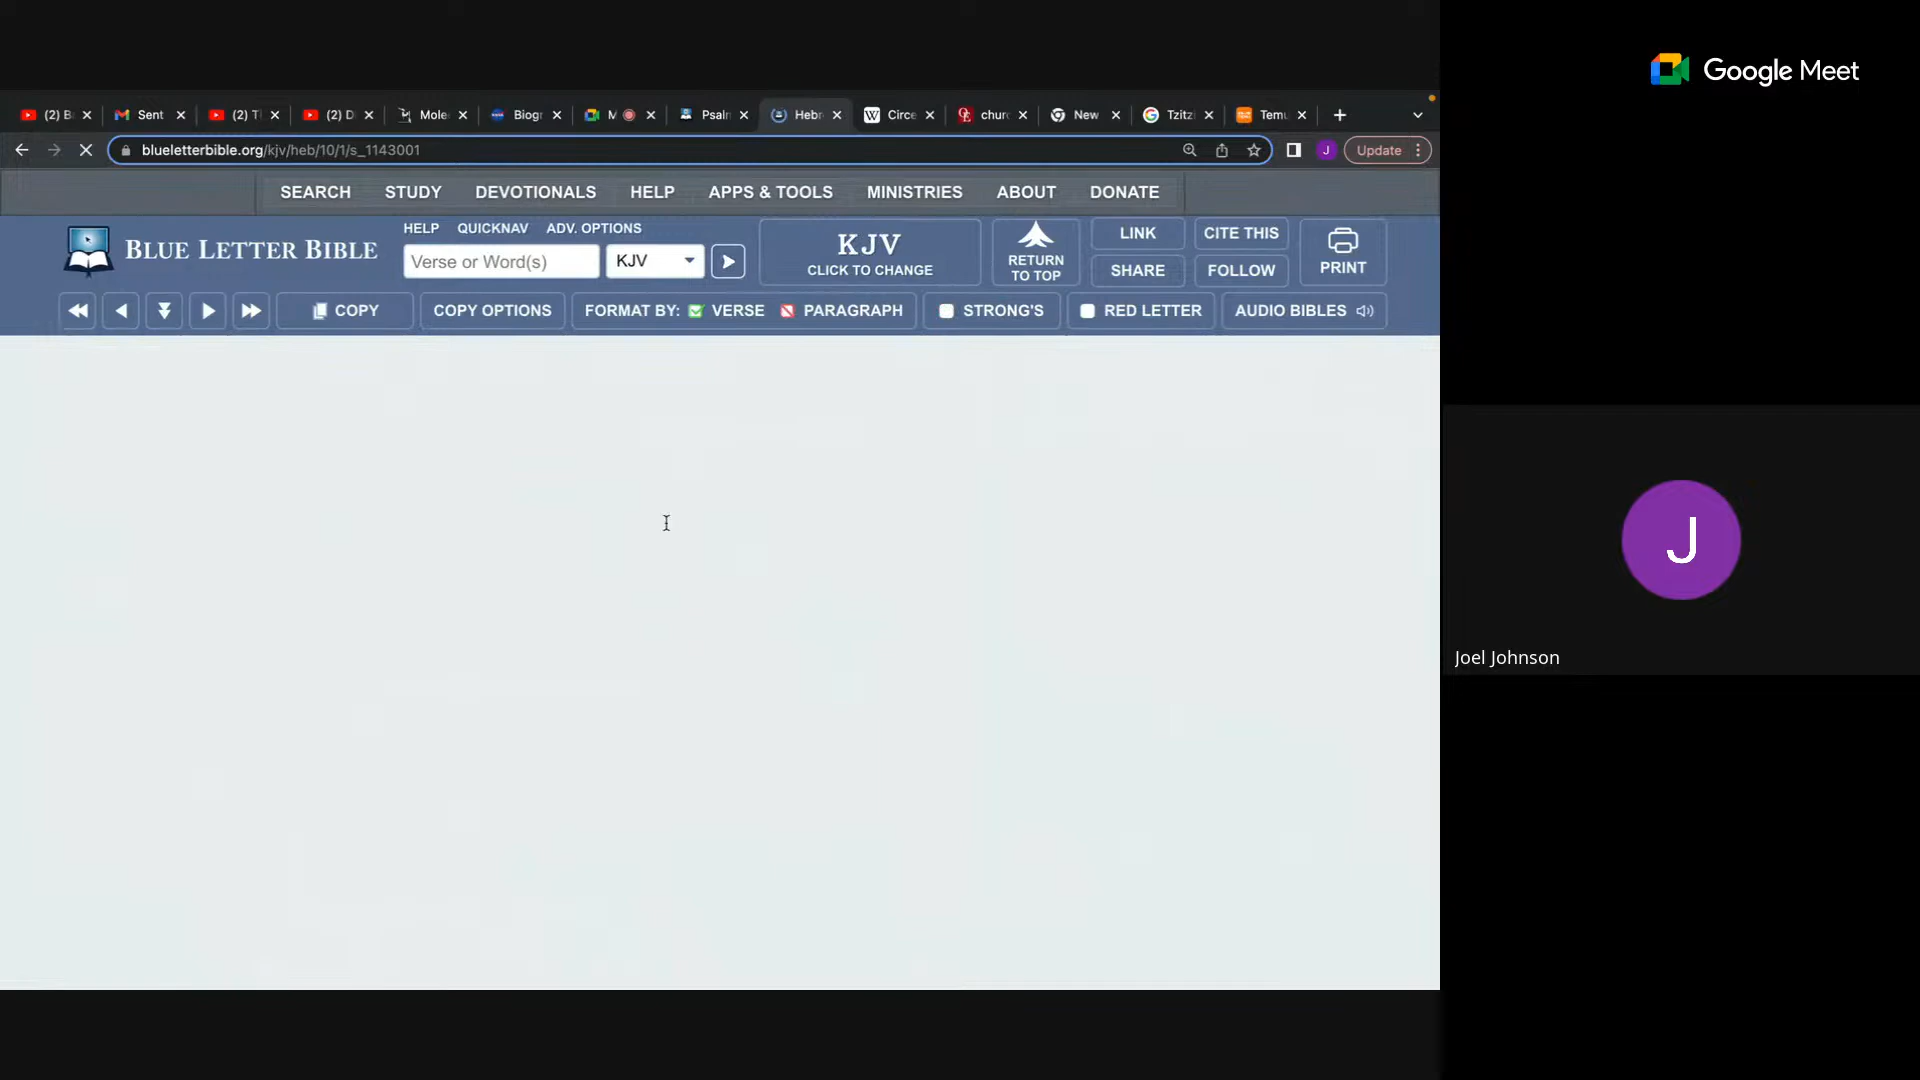 Google Meet
(2) B
Sent
(2) T
(2) D
Mole
Biogr
M
Psaln
Hebr
Circe
churc
New
Tzitzi
Temu
blueletterbible.org/kjv/heb/10/1/s_1143001
J
Update
SEARCH STUDY DEVOTIONALS HELP APPS & TOOLS MINISTRIES ABOUT DONATE
BLUE LETTER BIBLE
HELP QUICKNAV ADV. OPTIONS
Verse or Word(s)
KJV
KJV
CLICK TO CHANGE
RETURN
TO TOP
LINK
CITE THIS
SHARE
FOLLOW
PRINT
COPY
COPY OPTIONS
FORMAT BY: VERSE PARAGRAPH
STRONG'S
RED LETTER
AUDIO BIBLES
J
Joel Johnson